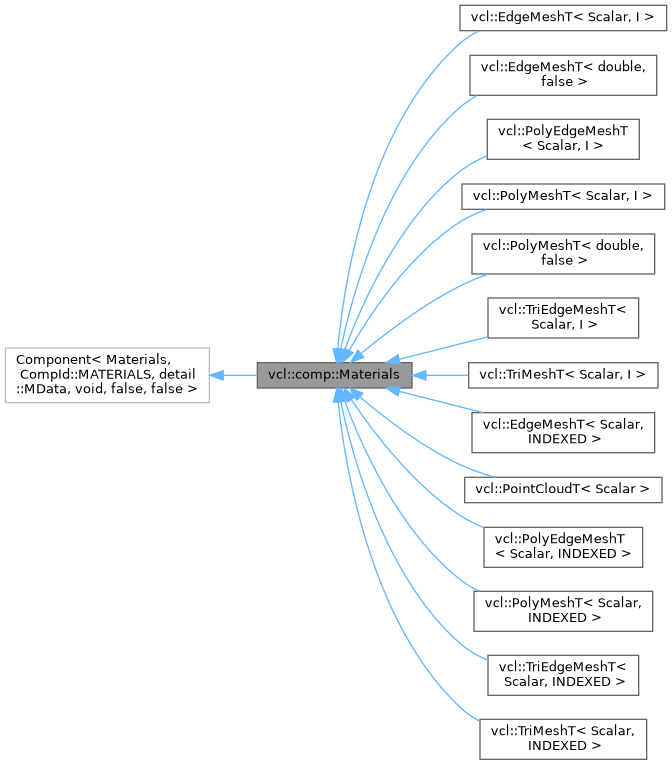 Component< Materials,
CompId::MATERIALS, detail
::MData, void, false, false >
vcl::comp::Materials
vcl::EdgeMeshT< Scalar, I >
vcl::EdgeMeshT< double,
false >
vcl::PolyEdgeMeshT
< Scalar, I >
vcl::PolyMeshT< Scalar, I >
vcl::PolyMeshT< double,
false >
vcl::TriEdgeMeshT<
Scalar, I >
vcl::TriMeshT< Scalar, I >
vcl::EdgeMeshT< Scalar,
INDEXED >
vcl::PointCloudT< Scalar >
vcl::PolyEdgeMeshT
< Scalar, INDEXED >
vcl::PolyMeshT< Scalar,
INDEXED >
vcl::TriEdgeMeshT<
Scalar, INDEXED >
vcl::TriMeshT< Scalar,
INDEXED >